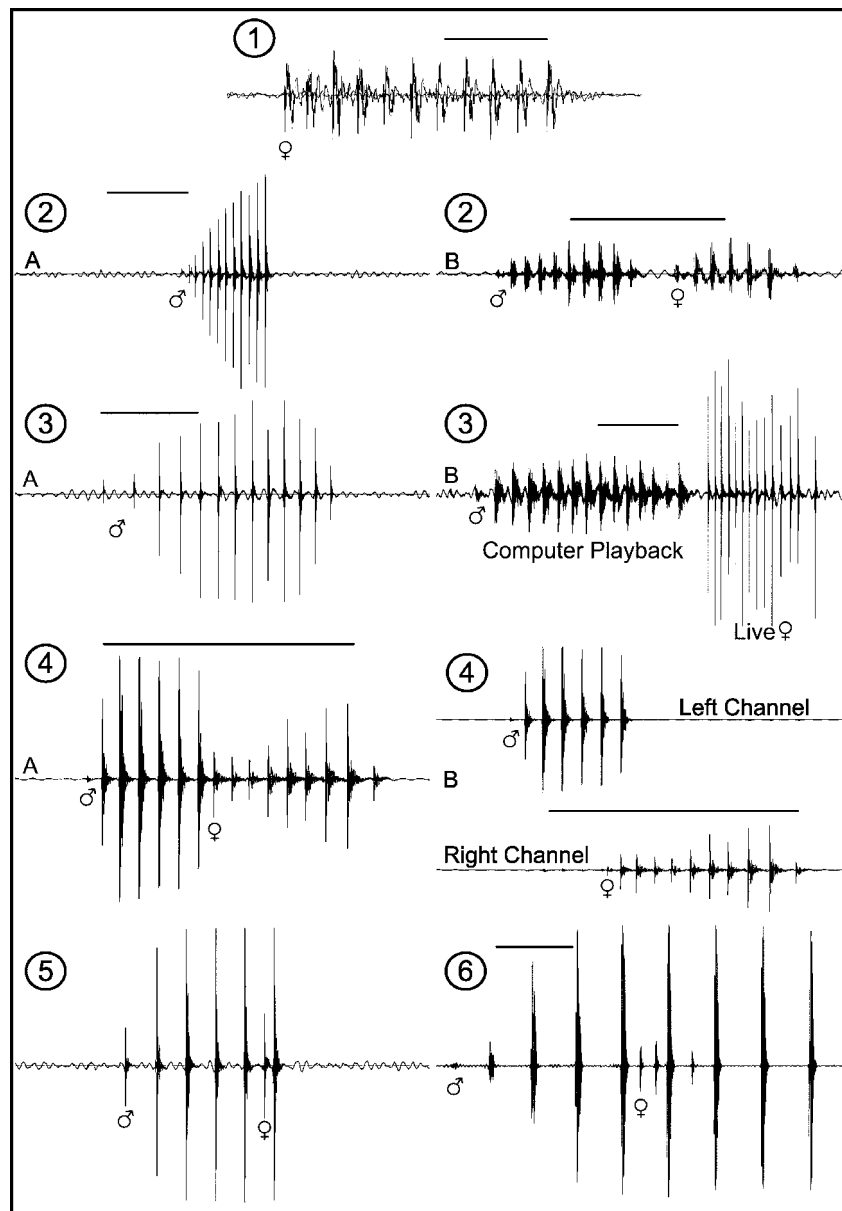 1
♀
2
A
♂
2
B
♂ ♀
3
A
♂
3
B
♂
Computer Playback
Live ♀
4
A
♂ ♀
4
Left Channel
♂
B
Right Channel
♀
5
♂ ♀
6
♂ ♀